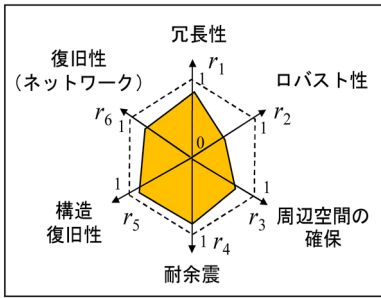 冗長性
1 r1
復旧性
（ネットワーク）
ロバスト性
r6
1
1
r2
0
1
1
構造
復旧性
r5
r3
周辺空間の
確保
1 r4
耐余震